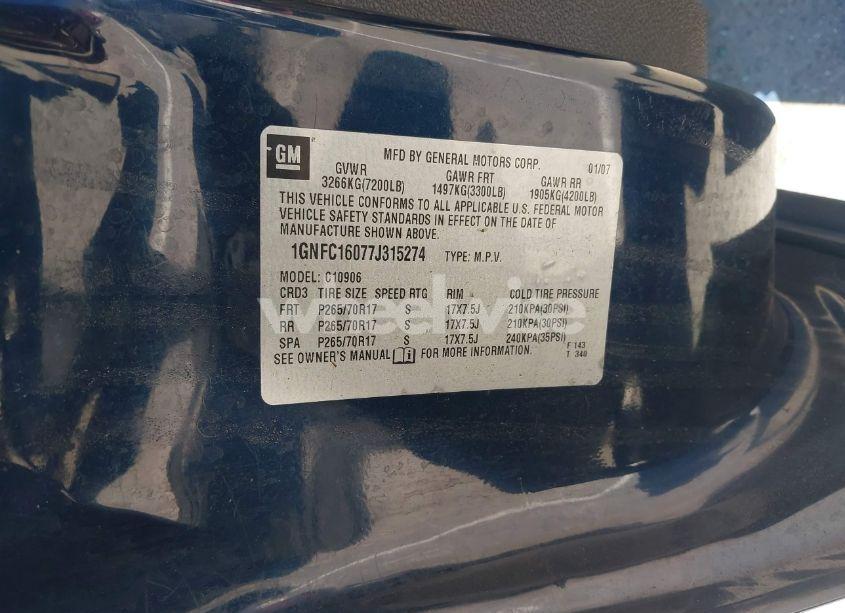 GM
MFD BY GENERAL MOTORS CORP. 01/07
GVWR GAWR FRT GAWR RR
3266KG(7200LB) 1497KG(3300LB) 1905KG(4200LB)
THIS VEHICLE CONFORMS TO ALL APPLICABLE U.S. FEDERAL MOTOR
VEHICLE SAFETY STANDARDS IN EFFECT ON THE DATE OF
MANUFACTURE SHOWN ABOVE.
1GNFC16077J315274 TYPE: M.P.V.
MODEL: C10906
CRD3 TIRE SIZE SPEED RTG RIM COLD TIRE PRESSURE
FRT P265/70R17 S 17X7.5J 210KPA(30PSI)
RR P265/70R17 S 17X7.5J 210KPA(30PSI)
SPA P265/70R17 S 17X7.5J 240KPA(35PSI)
SEE OWNER'S MANUAL FOR MORE INFORMATION.
F 143
T 340